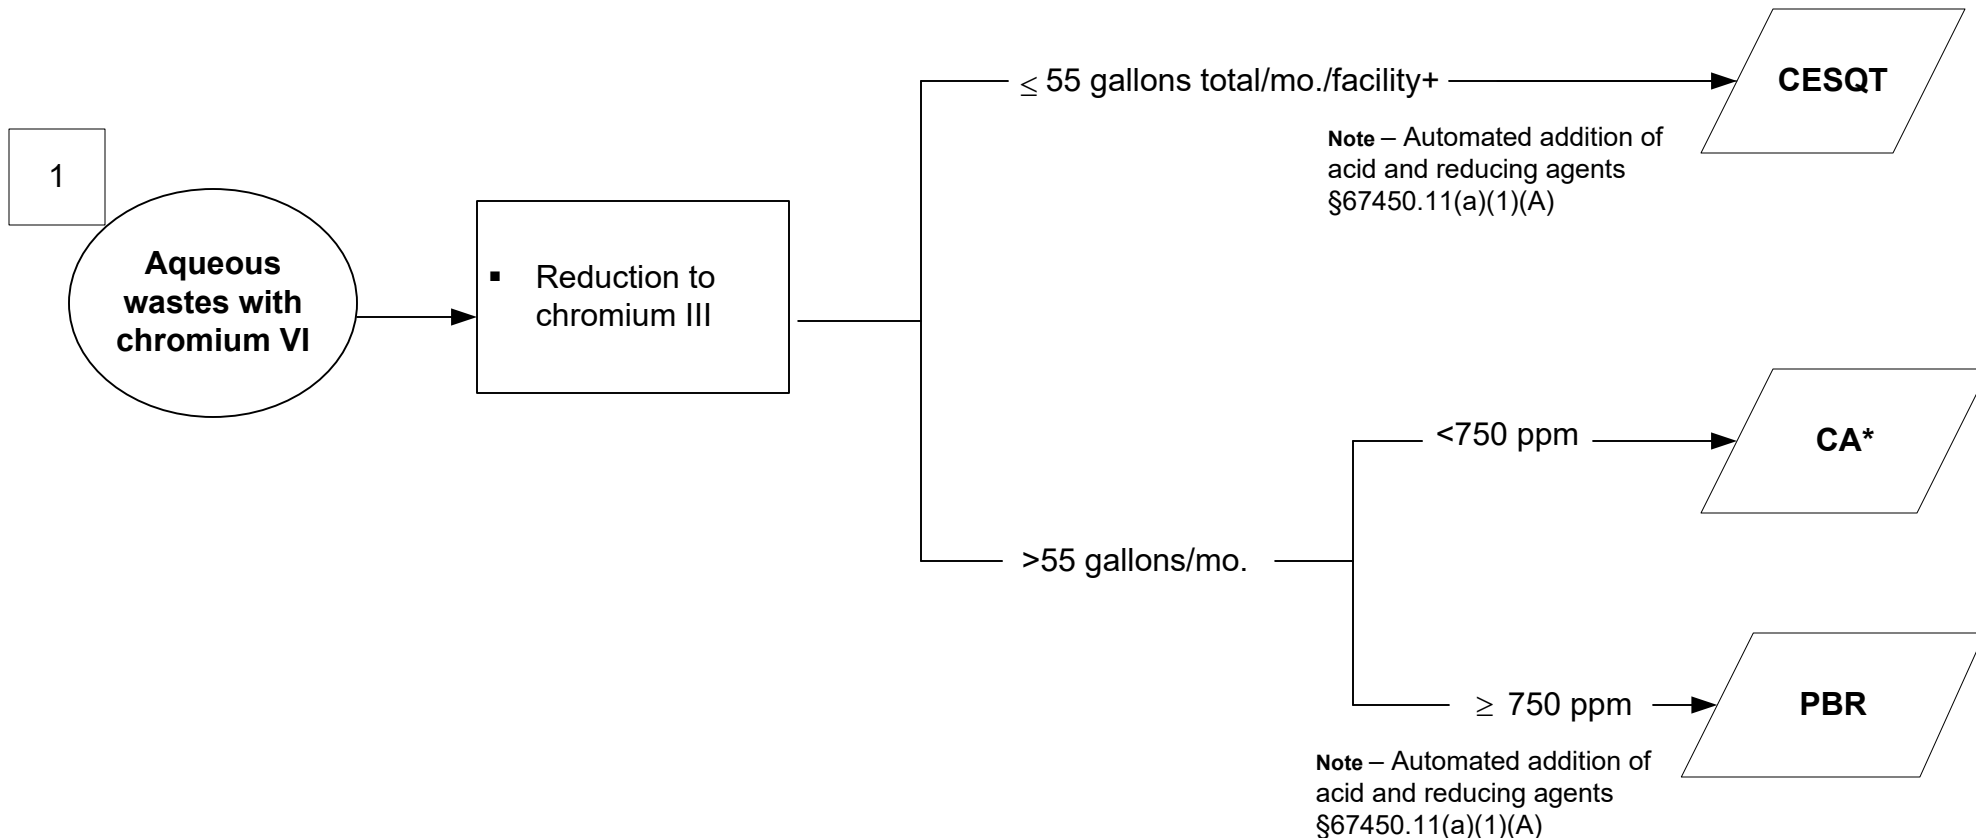 1
Aqueous
wastes with
chromium VI
▪ Reduction to
chromium III
≤ 55 gallons total/mo./facility+
Note – Automated addition of
acid and reducing agents
§67450.11(a)(1)(A)
CESQT
>55 gallons/mo.
<750 ppm
CA*
≥ 750 ppm
Note – Automated addition of
acid and reducing agents
§67450.11(a)(1)(A)
PBR